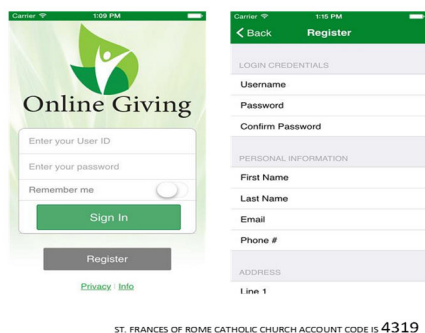 Carrier 1:09 PM
Online Giving
Enter your User ID
Enter your password
Remember me
Sign In
Register
Privacy | Info
Carrier 1:15 PM
Back Register
LOGIN CREDENTIALS
Username
Password
Confirm Password
PERSONAL INFORMATION
First Name
Last Name
Email
Phone #
ADDRESS
Line 1
ST. FRANCES OF ROME CATHOLIC CHURCH ACCOUNT CODE IS 4319